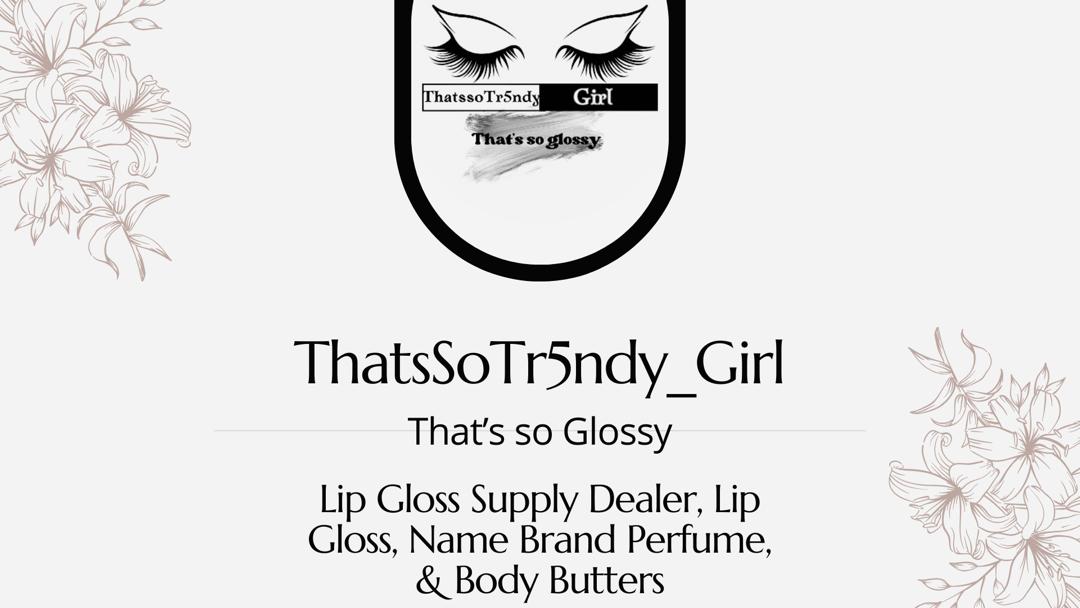 ThatssoTr5ndy Girl
That's so glossy
ThatsSoTr5ndy_Girl
That’s so Glossy
Lip Gloss Supply Dealer, Lip
Gloss, Name Brand Perfume,
& Body Butters